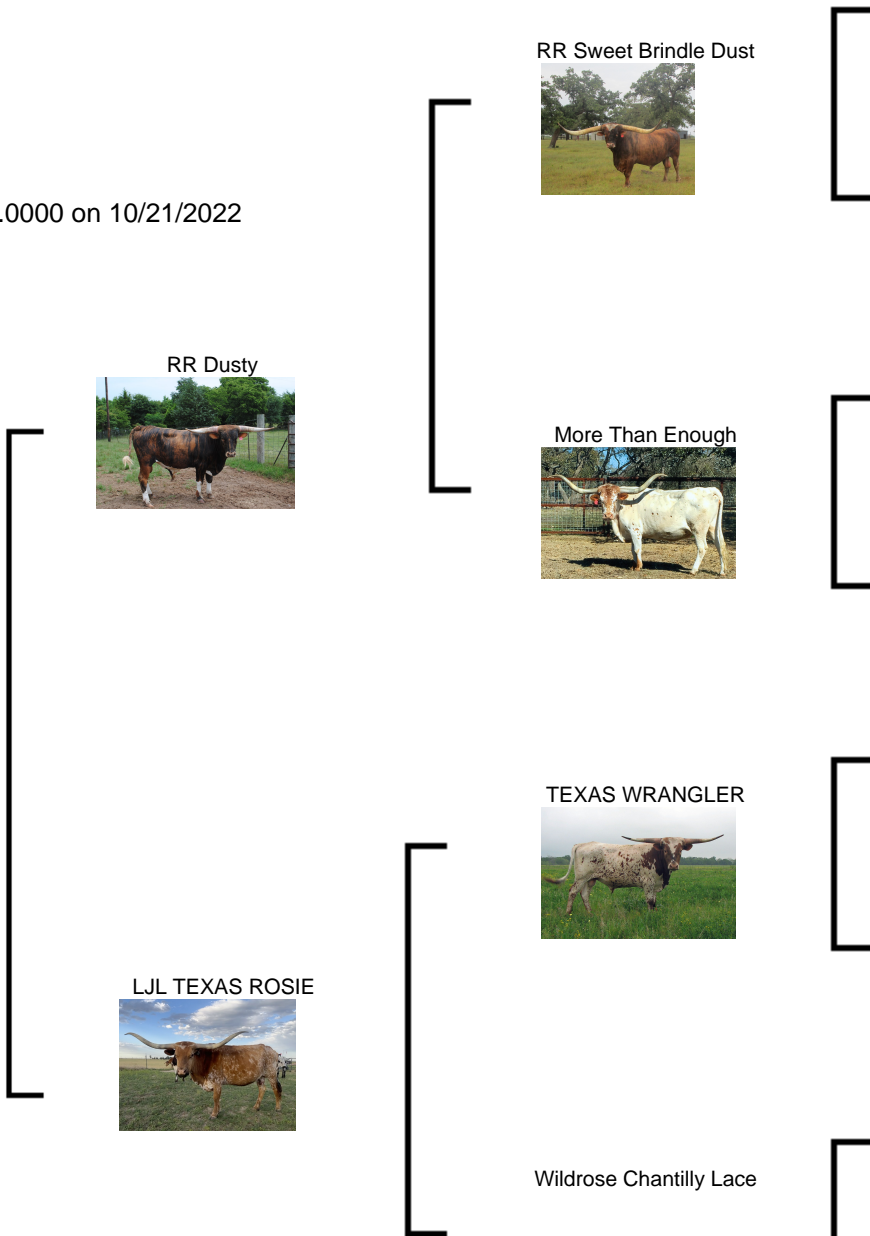 RR Sweet Brindle Dust
.0000 on 10/21/2022
RR Dusty
More Than Enough
TEXAS WRANGLER
LJL TEXAS ROSIE
Wildrose Chantilly Lace